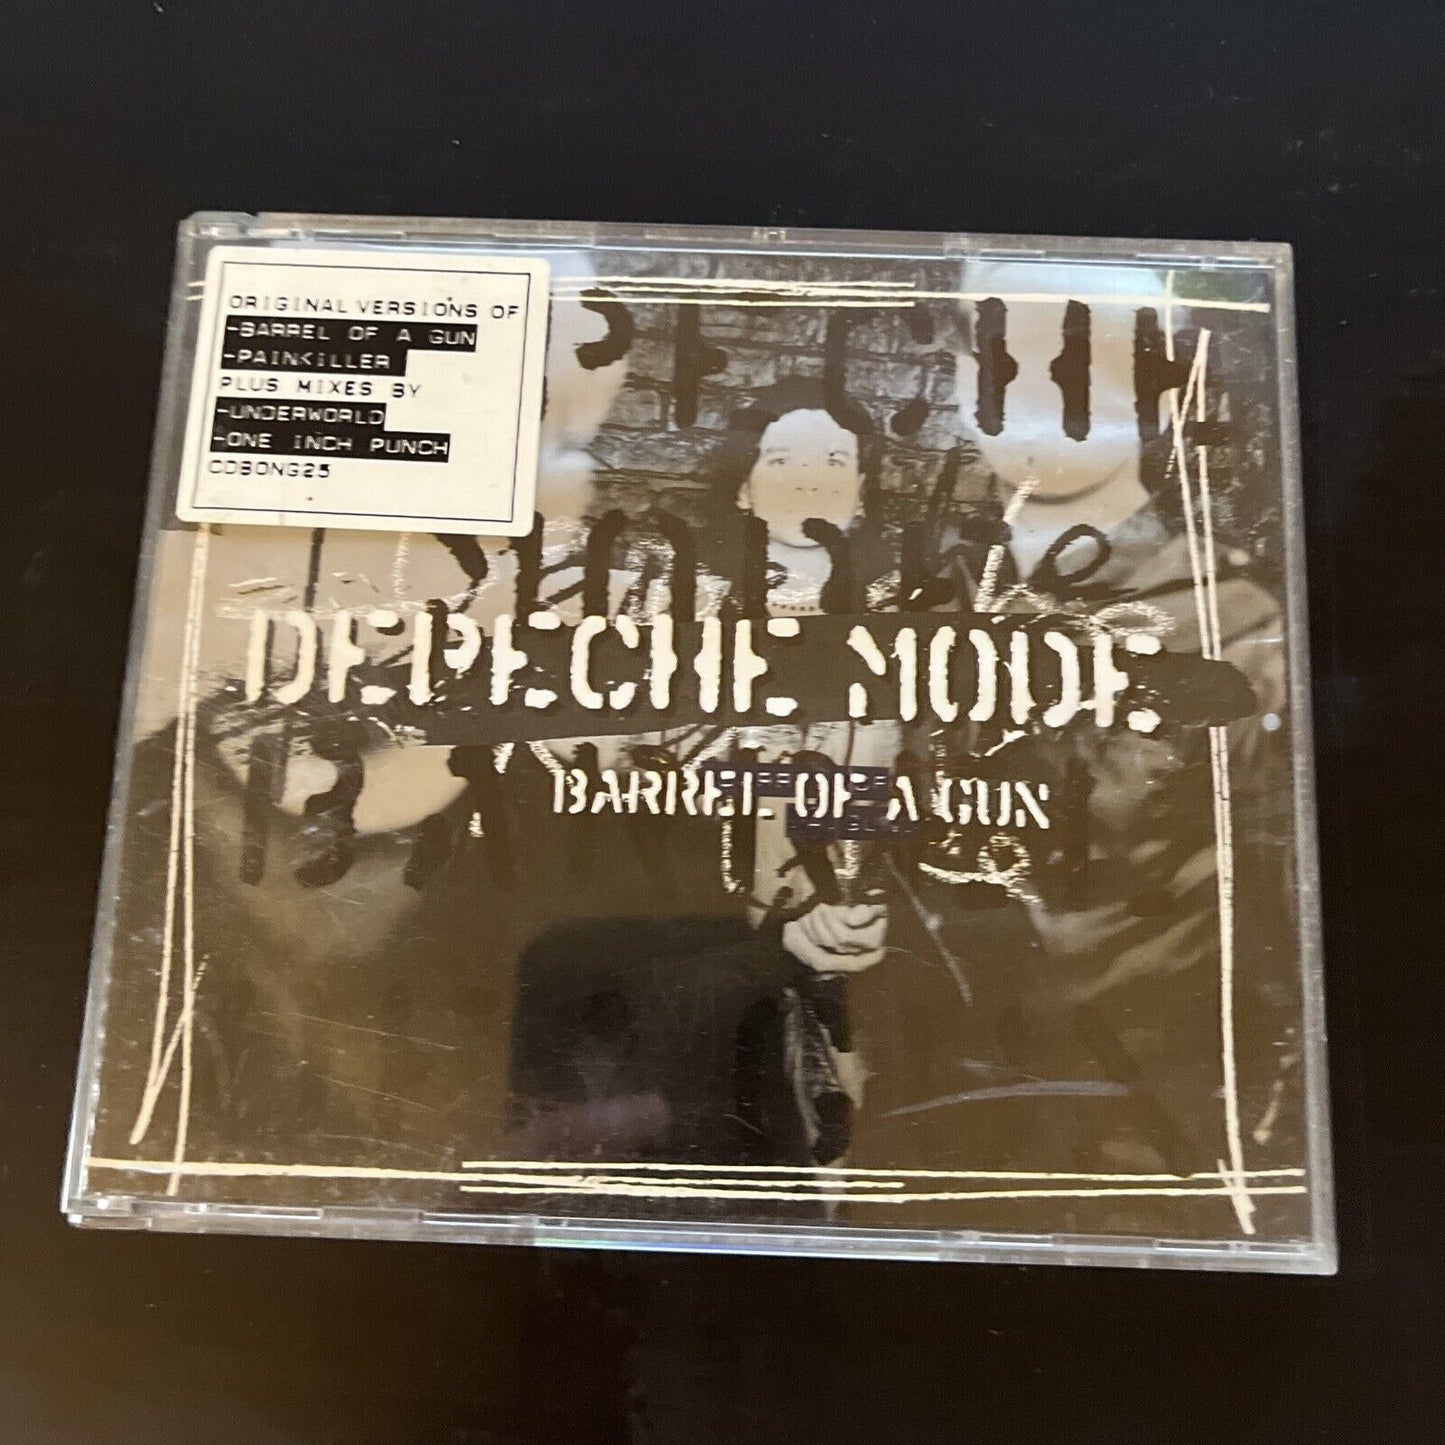 ORIGINAL VERSIONS OF
-BARREL OF A GUN
-PAINKILLER
PLUS MIXES BY
-UNDERWORLD
-ONE INCH PUNCH
CDBONG25
DEPECHE MODE
BARREL OF A GUN